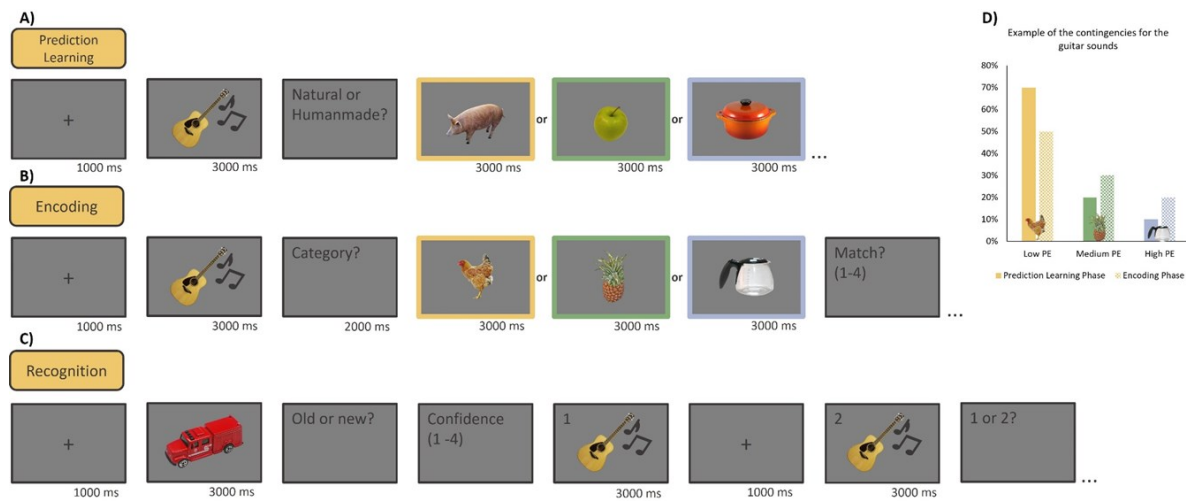 A)
Prediction
Learning
+
1000 ms
3000 ms
Natural or
Humanmade?
3000 ms
or
3000 ms
or
3000 ms
...
B)
Encoding
+
1000 ms
3000 ms
Category?
2000 ms
3000 ms
or
3000 ms
or
3000 ms
Match?
(1-4)
...
C)
Recognition
+
1000 ms
3000 ms
Old or new?
Confidence
(1 -4)
1
3000 ms
+
1000 ms
2
3000 ms
1 or 2?
...
D)
Example of the contingencies for the
guitar sounds
80%
70%
60%
50%
40%
30%
20%
10%
0%
Low PE Medium PE High PE
Prediction Learning Phase Encoding Phase